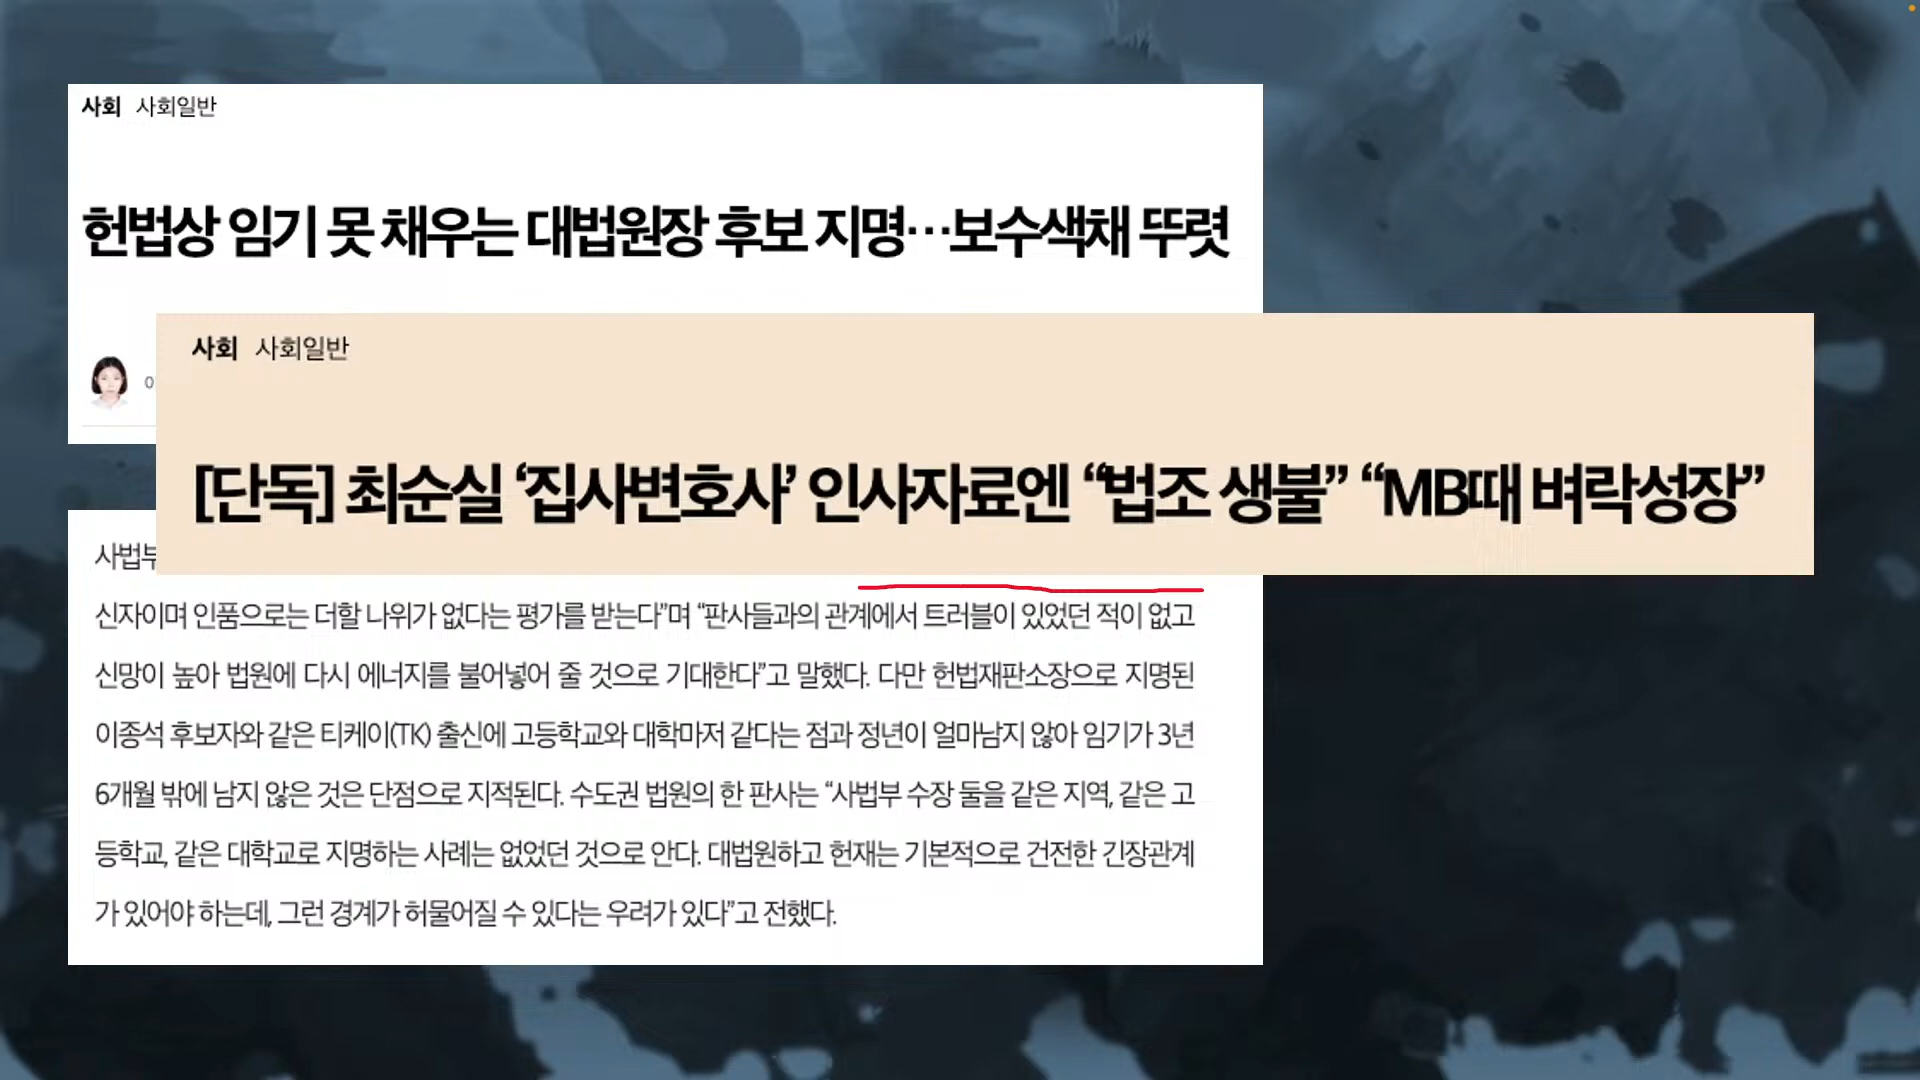 사회 사회일반
헌법상 임기 못 채우는 대법원장 후보 지명…보수색채 뚜렷
사회 사회일반
[단독] 최순실 ‘집사변호사’ 인사자료엔 “법조 생불” “MB때 벼락성장”
신자이며 인품으로는 더할 나위가 없다는 평가를 받는다”며 “판사들과의 관계에서 트러블이 있었던 적이 없고
신망이 높아 법원에 다시 에너지를 불어넣어 줄 것으로 기대한다”고 말했다. 다만 헌법재판소장으로 지명된
이종석 후보자와 같은 티케이(TK) 출신에 고등학교와 대학마저 같다는 점과 정년이 얼마남지 않아 임기가 3년
6개월 밖에 남지 않은 것은 단점으로 지적된다. 수도권 법원의 한 판사는 “사법부 수장 둘을 같은 지역, 같은 고
등학교, 같은 대학교로 지명하는 사례는 없었던 것으로 안다. 대법원하고 헌재는 기본적으로 건전한 긴장관계
가 있어야 하는데, 그런 경계가 허물어질 수 있다는 우려가 있다”고 전했다.